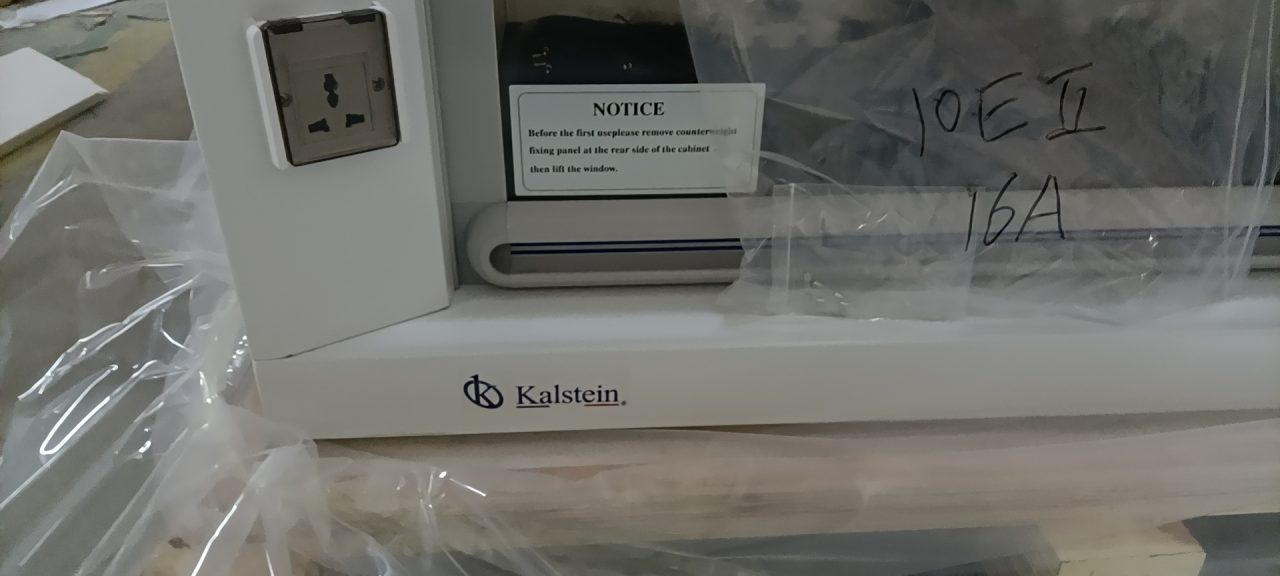 NOTICE
Before the first useplease remove counterweight
fixing panel at the rear side of the cabinet
then lift the window.
10E II
16A
Kalstein